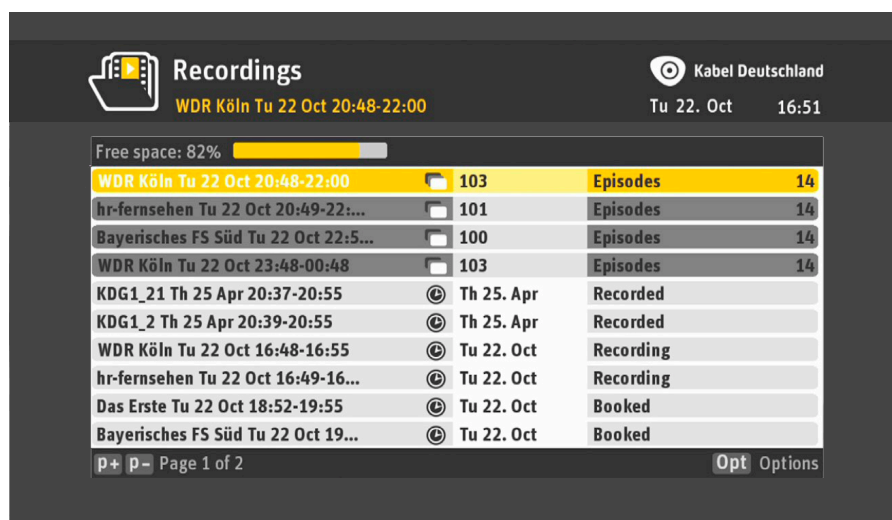 Recordings
Kabel Deutschland
WDR Köln Tu 22 Oct 20:48-22:00
Tu 22. Oct 16:51
Free space: 82%
WDR Köln Tu 22 Oct 20:48-22:00 103 Episodes 14
hr-fernsehen Tu 22 Oct 20:49-22:... 101 Episodes 14
Bayerisches FS Süd Tu 22 Oct 22:5... 100 Episodes 14
WDR Köln Tu 22 Oct 23:48-00:48 103 Episodes 14
KDG1_21 Th 25 Apr 20:37-20:55 Th 25. Apr Recorded
KDG1_2 Th 25 Apr 20:39-20:55 Th 25. Apr Recorded
WDR Köln Tu 22 Oct 16:48-16:55 Tu 22. Oct Recording
hr-fernsehen Tu 22 Oct 16:49-16... Tu 22. Oct Recording
Das Erste Tu 22 Oct 18:52-19:55 Tu 22. Oct Booked
Bayerisches FS Süd Tu 22 Oct 19... Tu 22. Oct Booked
p+ p- Page 1 of 2 Opt Options